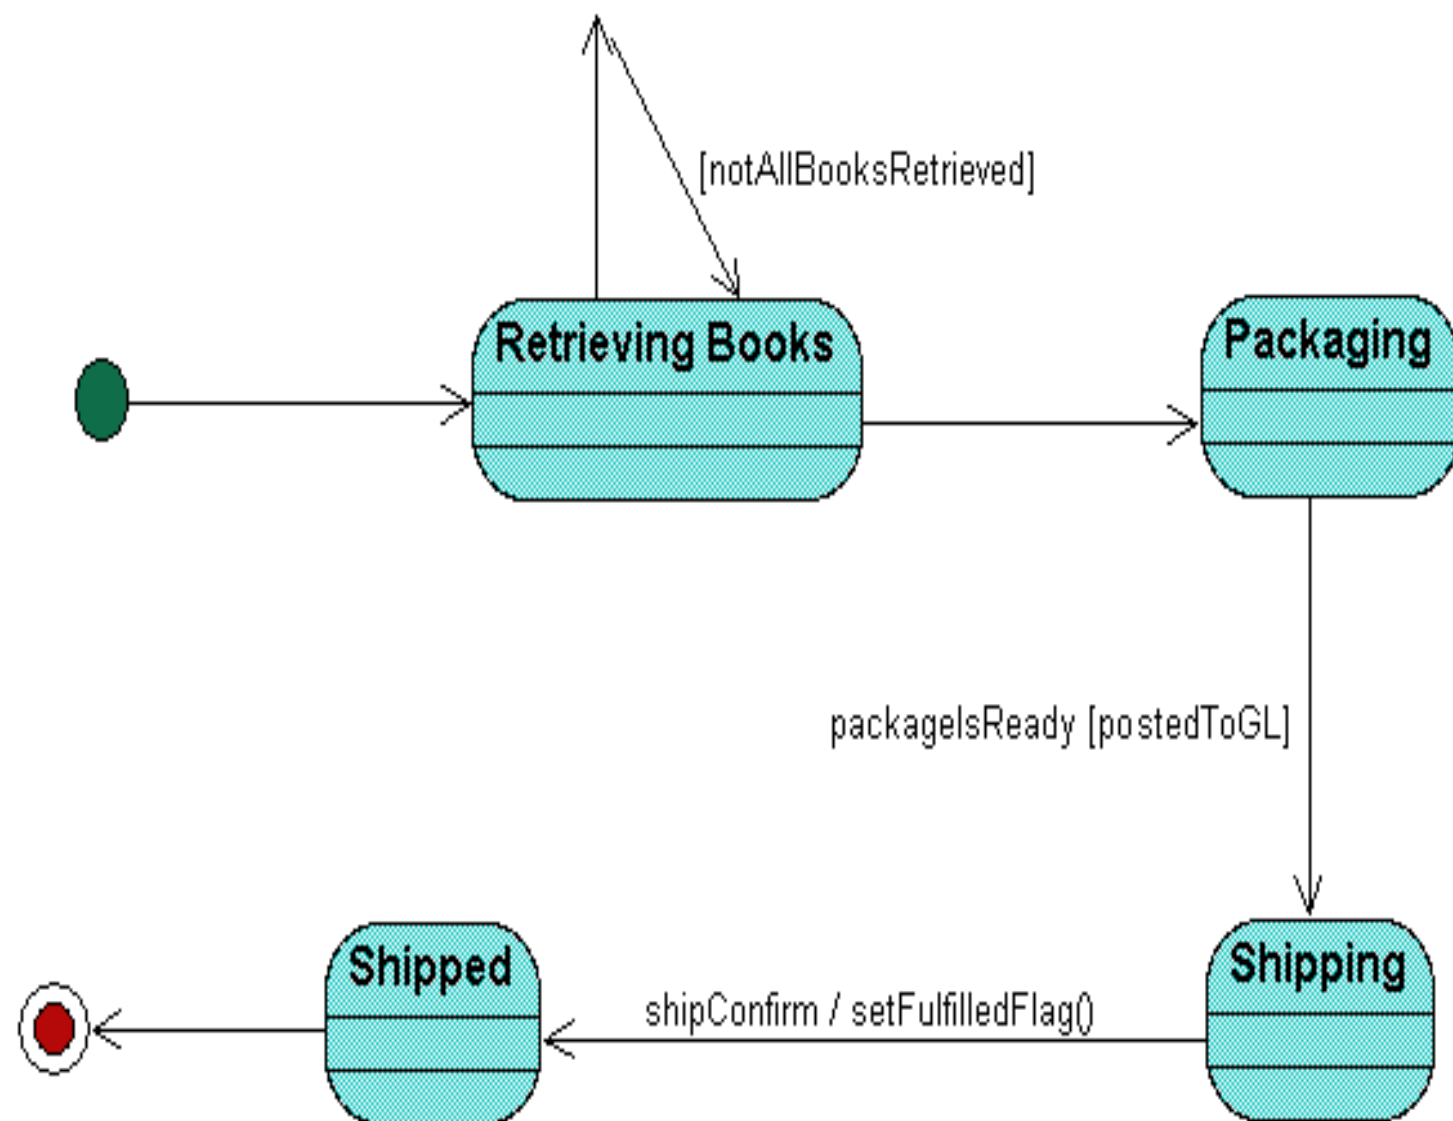 [notAllBooksRetrieved]
Retrieving Books
Packaging
packageIsReady [postedToGL]
Shipped
shipConfirm / setFulfilledFlag()
Shipping